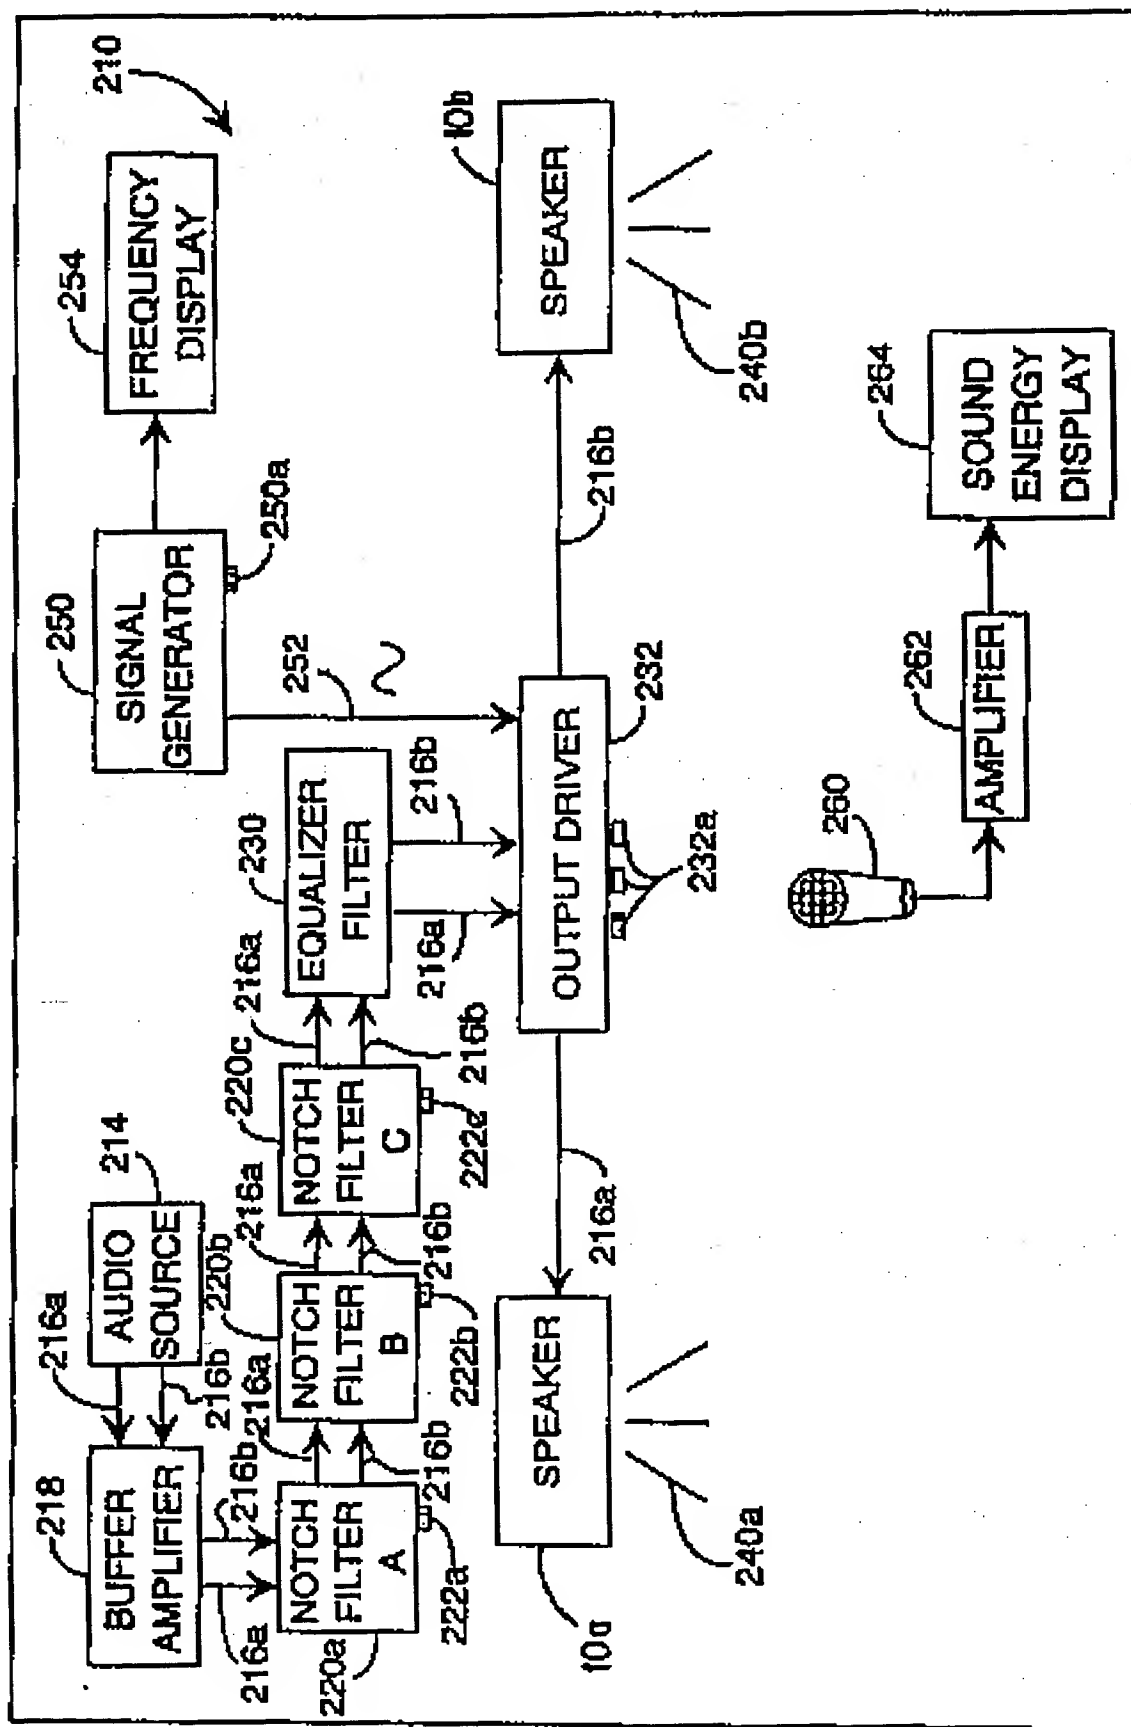 210
254
FREQUENCY
DISPLAY
250
SIGNAL
GENERATOR
250a
252
214
AUDIO
SOURCE
216a
216b
218
BUFFER
AMPLIFIER
216b
216a
220a
NOTCH
FILTER
A
222a
216a
216b
220b
NOTCH
FILTER
B
222b
216a
216b
220c
NOTCH
FILTER
C
222c
216a
216b
230
EQUALIZER
FILTER
216a
216b
OUTPUT DRIVER
232
232a
216a
216b
SPEAKER
10a
240a
SPEAKER
10b
240b
260
262
AMPLIFIER
264
SOUND
ENERGY
DISPLAY